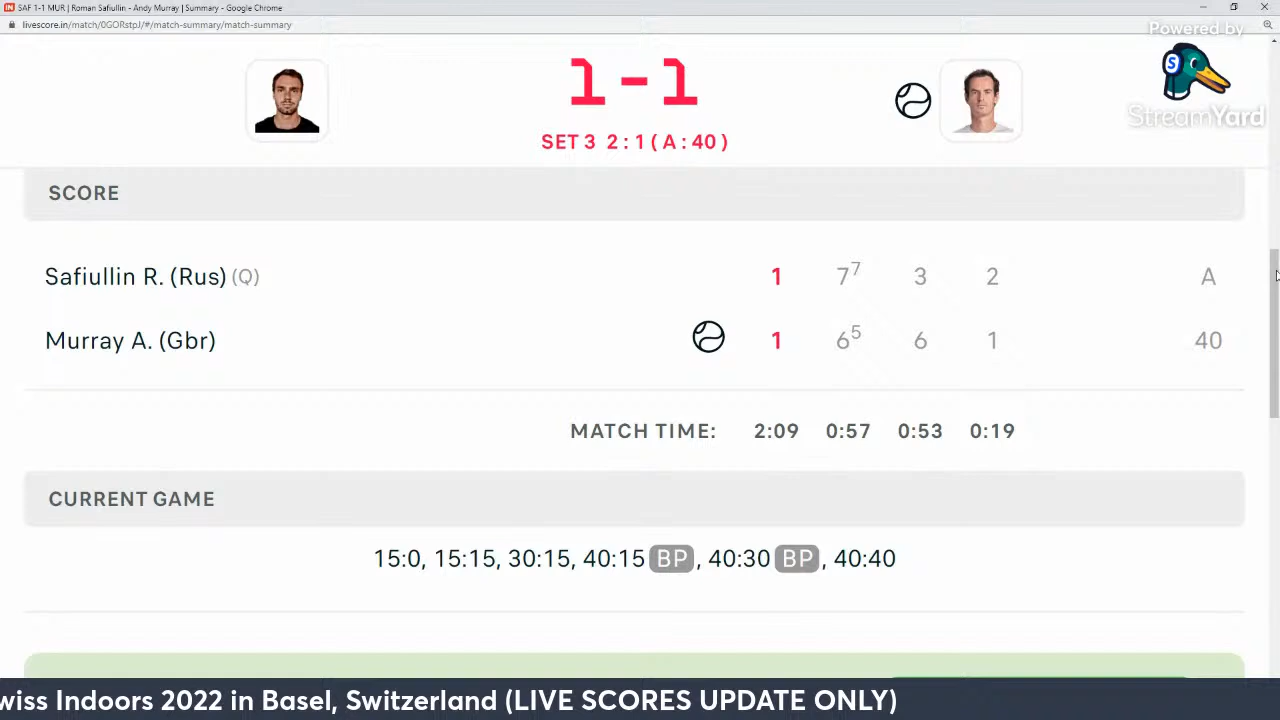 SAF 1-1 MUR | Roman Safiullin - Andy Murray | Summary - Google Chrome
livescore.in/match/0GORstpJ/#/match-summary/match-summary
Powered by
StreamYard
1 - 1
SET 3 2 : 1 ( A : 40 )
SCORE
Safiullin R. (Rus) (Q) 1 7⁷ 3 2 A
Murray A. (Gbr) 1 6⁵ 6 1 40
MATCH TIME: 2:09 0:57 0:53 0:19
CURRENT GAME
15:0, 15:15, 30:15, 40:15 BP, 40:30 BP, 40:40
wiss Indoors 2022 in Basel, Switzerland (LIVE SCORES UPDATE ONLY)